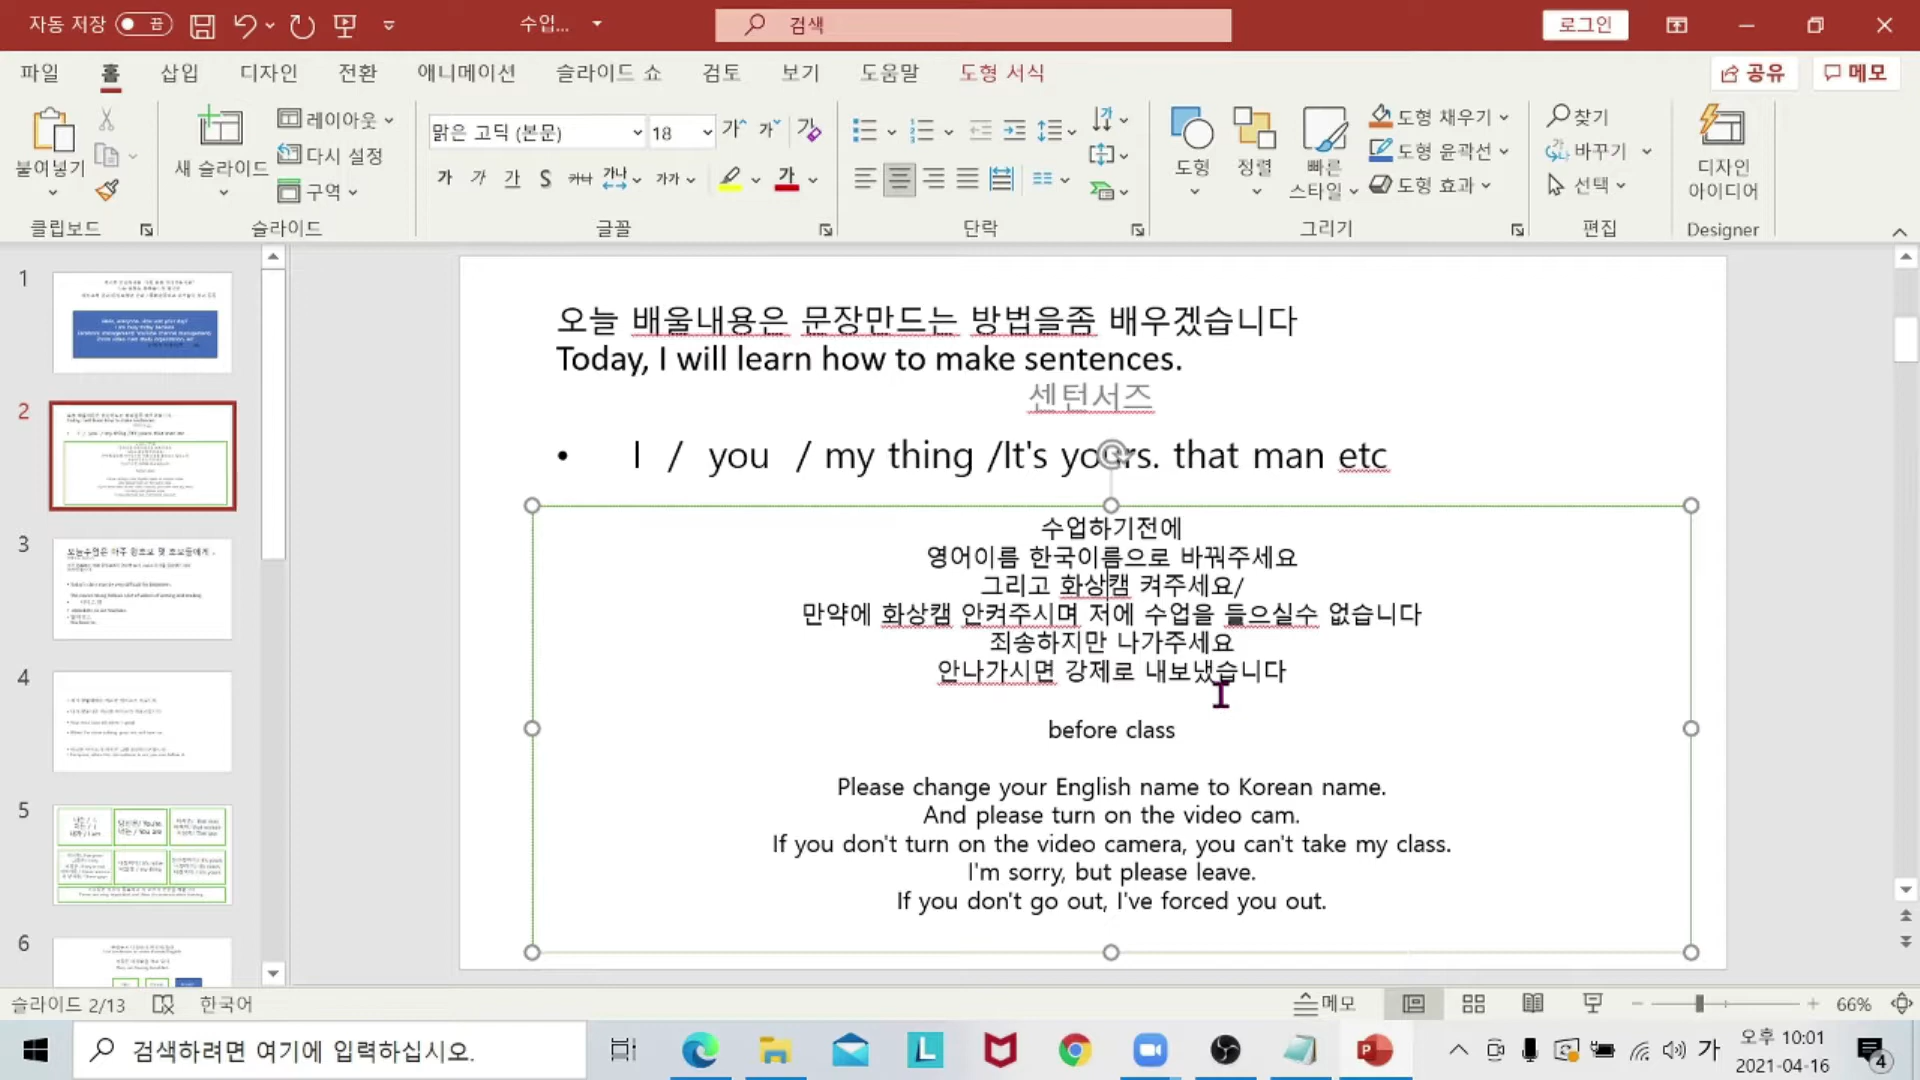 자동 저장 끔 수입... 검색 로그인
파일 홈 삽입 디자인 전환 애니메이션 슬라이드 쇼 검토 보기 도움말 도형 서식 공유 메모
붙여넣기
클립보드
새 슬라이드
레이아웃
다시 설정
구역
슬라이드
맑은 고딕 (본문) 18
글꼴
단락
도형
정렬
빠른
스타일
도형 채우기
도형 윤곽선
도형 효과
그리기
찾기
바꾸기
선택
편집
디자인
아이디어
Designer
1
2
3
4
5
6
오늘 배울내용은 문장만드는 방법을좀 배우겠습니다
Today, I will learn how to make sentences.
센턴서즈
• I / you / my thing /It's yours. that man etc
수업하기전에
영어이름 한국이름으로 바꿔주세요
그리고 화상캠 켜주세요/
만약에 화상캠 안켜주시며 저에 수업을 들으실수 없습니다
죄송하지만 나가주세요
안나가시면 강제로 내보냈습니다
before class
Please change your English name to Korean name.
And please turn on the video cam.
If you don't turn on the video camera, you can't take my class.
I'm sorry, but please leave.
If you don't go out, I've forced you out.
슬라이드 2/13 한국어 메모 66%
검색하려면 여기에 입력하십시오.
가 오후 10:01
2021-04-16
4